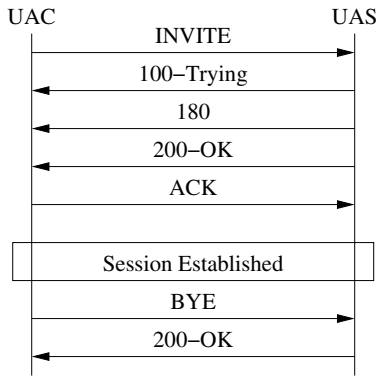 UAC UAS
INVITE
100−Trying
180
200−OK
ACK
Session Established
BYE
200−OK